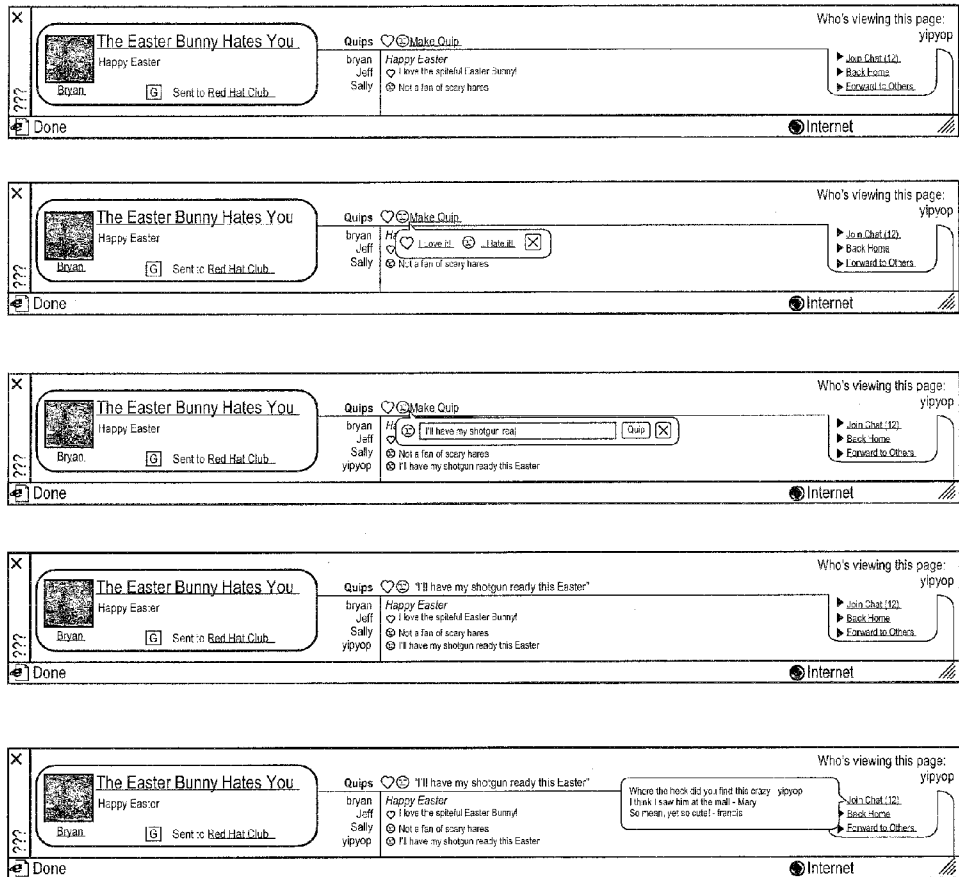 Who's viewing this page:
yipyop
The Easter Bunny Hates You
Happy Easter
Bryan
G Sent to Red Hat Club
???
Quips Make Quip
bryan Happy Easter
Jeff I love the spiteful Easter Bunny!
Sally Not a fan of scary hares
Join Chat (12)
Back Home
Forward to Others
Done
Internet
Who's viewing this page:
yipyop
The Easter Bunny Hates You
Happy Easter
Bryan
G Sent to Red Hat Club
???
Quips Make Quip
bryan Ha
I Love it! ...Hate it!
Jeff
Sally Not a fan of scary hares
Join Chat (12)
Back Home
Forward to Others
Done
Internet
Who's viewing this page:
yipyop
The Easter Bunny Hates You
Happy Easter
Bryan
G Sent to Red Hat Club
???
Quips Make Quip
bryan Ha
I'll have my shotgun rea Quip
Jeff
Sally Not a fan of scary hares
yipyop I'll have my shotgun ready this Easter
Join Chat (12)
Back Home
Forward to Others
Done
Internet
Who's viewing this page:
yipyop
The Easter Bunny Hates You
Happy Easter
Bryan
G Sent to Red Hat Club
???
Quips "I'll have my shotgun ready this Easter"
bryan Happy Easter
Jeff I love the spiteful Easter Bunny!
Sally Not a fan of scary hares
yipyop I'll have my shotgun ready this Easter
Join Chat (12)
Back Home
Forward to Others
Done
Internet
Who's viewing this page:
yipyop
The Easter Bunny Hates You
Happy Easter
Bryan
G Sent to Red Hat Club
???
Quips "I'll have my shotgun ready this Easter"
bryan Happy Easter
Jeff I love the spiteful Easter Bunny!
Sally Not a fan of scary hares
yipyop I'll have my shotgun ready this Easter
Where the heck did you find this crazy yipyop
I think I saw him at the mall - Mary
So mean, yet so cute! - francis
Join Chat (12)
Back Home
Forward to Others
Done
Internet